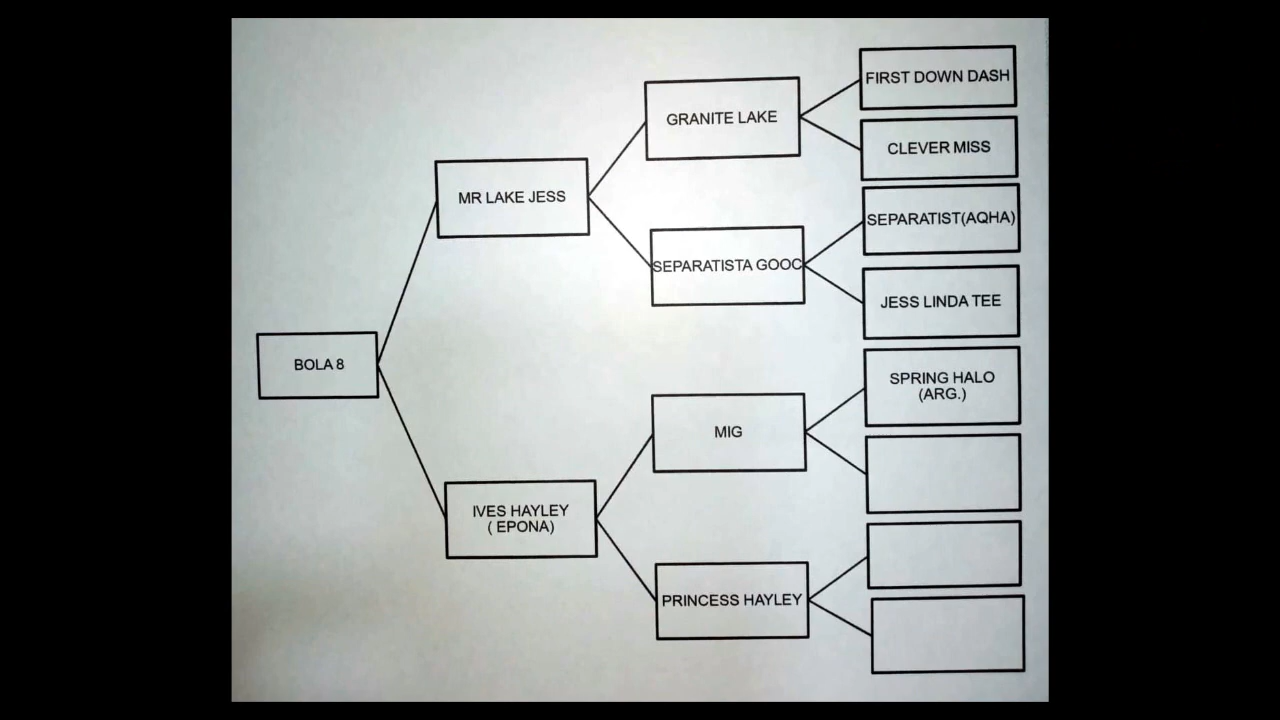 FIRST DOWN DASH
GRANITE LAKE
CLEVER MISS
MR LAKE JESS
SEPARATIST(AQHA)
SEPARATISTA GOOC
JESS LINDA TEE
BOLA 8
SPRING HALO
(ARG.)
MIG
IVES HAYLEY
( EPONA)
PRINCESS HAYLEY